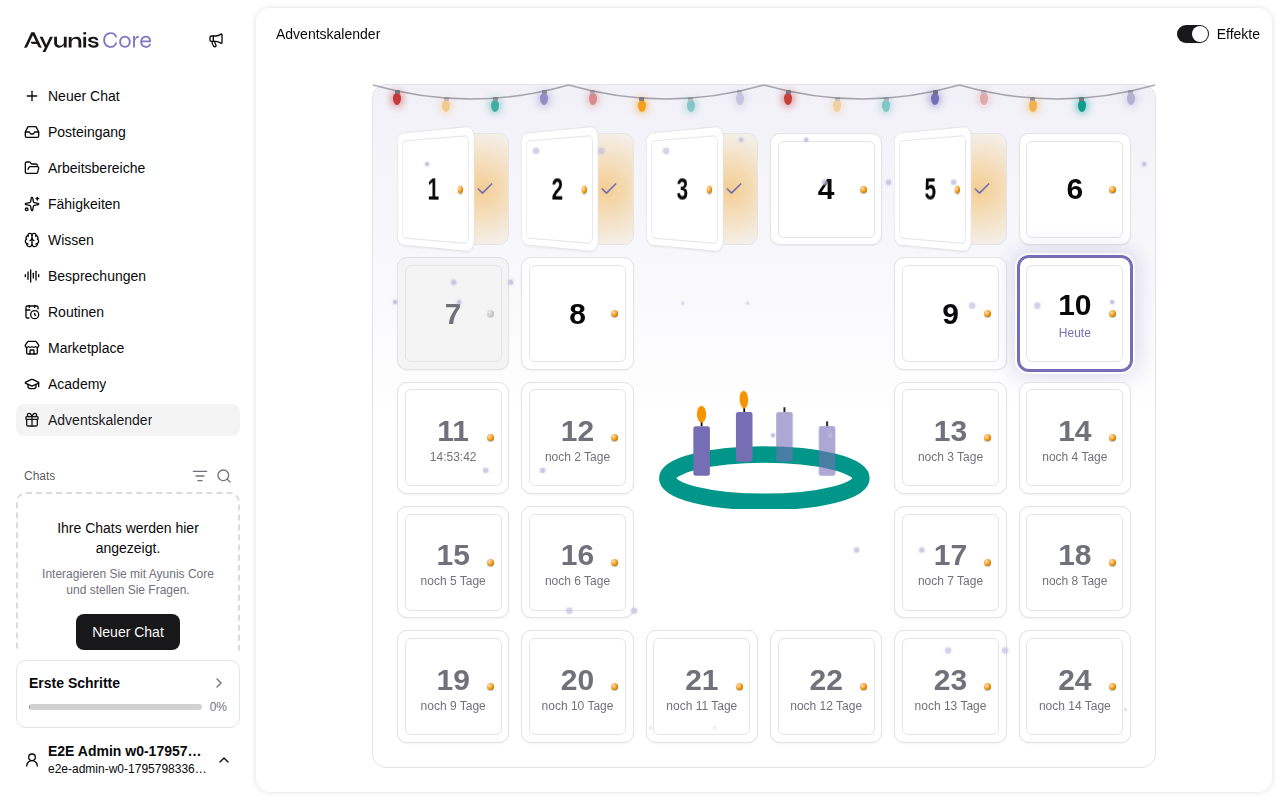 Ayunis Core
Neuer Chat
Posteingang
Arbeitsbereiche
Fähigkeiten
Wissen
Besprechungen
Routinen
Marketplace
Academy
Adventskalender
Chats
Ihre Chats werden hier
angezeigt.
Interagieren Sie mit Ayunis Core
und stellen Sie Fragen.
Neuer Chat
Erste Schritte
0%
E2E Admin w0-17957…
e2e-admin-w0-1795798336…
Adventskalender
Effekte
1
2
3
4
5
6
7
8
9
10
Heute
11
14:53:42
12
noch 2 Tage
13
noch 3 Tage
14
noch 4 Tage
15
noch 5 Tage
16
noch 6 Tage
17
noch 7 Tage
18
noch 8 Tage
19
noch 9 Tage
20
noch 10 Tage
21
noch 11 Tage
22
noch 12 Tage
23
noch 13 Tage
24
noch 14 Tage